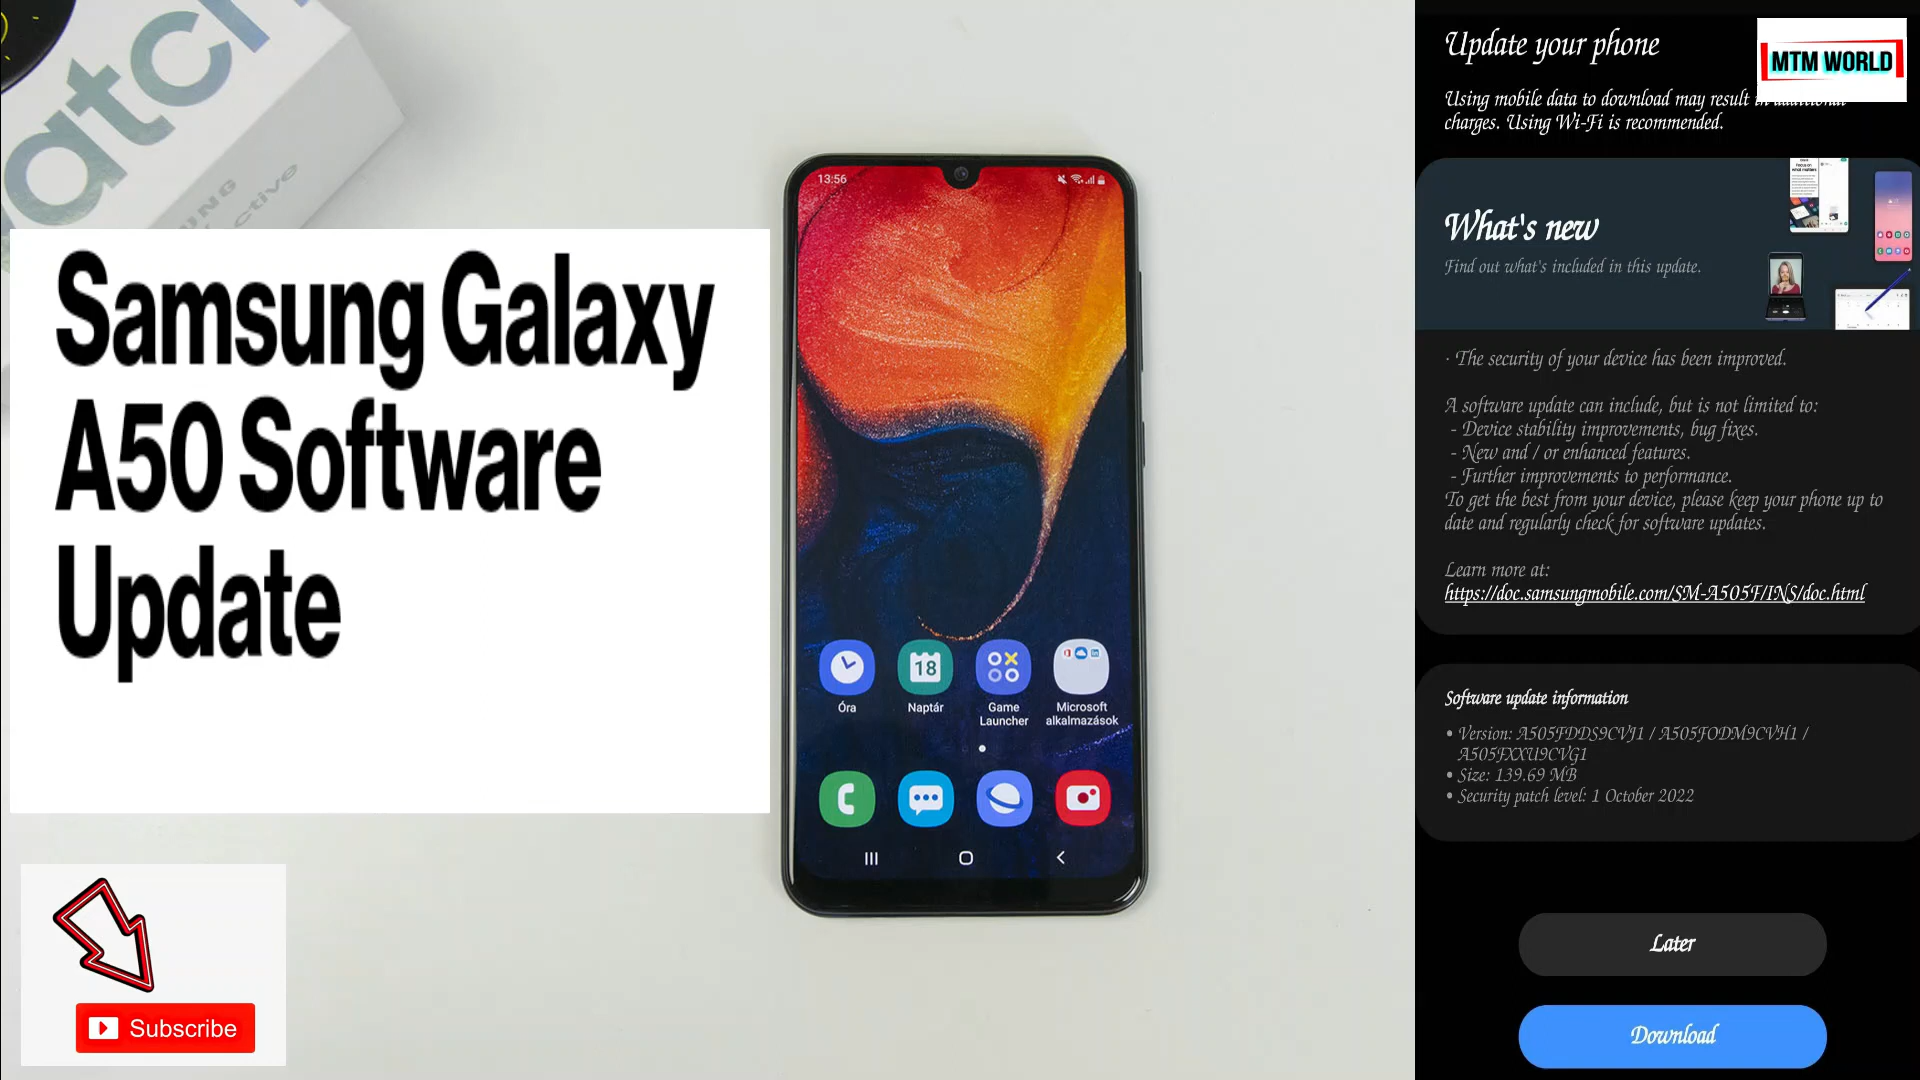 watch
SAMSUNG
Active
Samsung Galaxy
A50 Software
Update
Subscribe
13:56
18
Óra
Naptár
Game
Launcher
Microsoft
alkalmazások
MTM WORLD
Update your phone
Using mobile data to download may result in additional
charges. Using Wi-Fi is recommended.
What's new
Find out what's included in this update.
· The security of your device has been improved.
A software update can include, but is not limited to:
- Device stability improvements, bug fixes.
- New and / or enhanced features.
- Further improvements to performance.
To get the best from your device, please keep your phone up to
date and regularly check for software updates.
Learn more at:
https://doc.samsungmobile.com/SM-A505F/INS/doc.html
Software update information
• Version: A505FDDS9CVJ1 / A505FODM9CVH1 /
A505FXXU9CVG1
• Size: 139.69 MB
• Security patch level: 1 October 2022
Later
Download